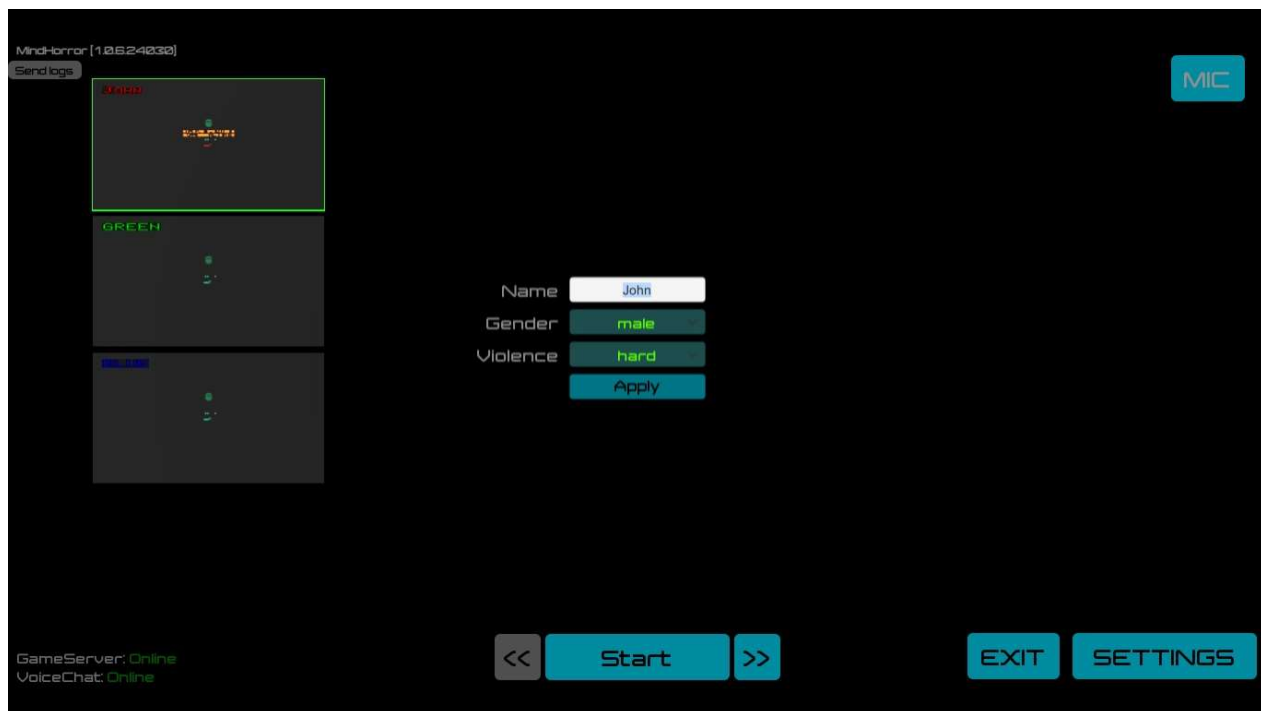 MindHorror [1.0.6.24030]
Send logs
MIC
GREEN
Name John
Gender male
Violence hard
Apply
GameServer: Online
VoiceChat: Online
<< Start >>
EXIT SETTINGS